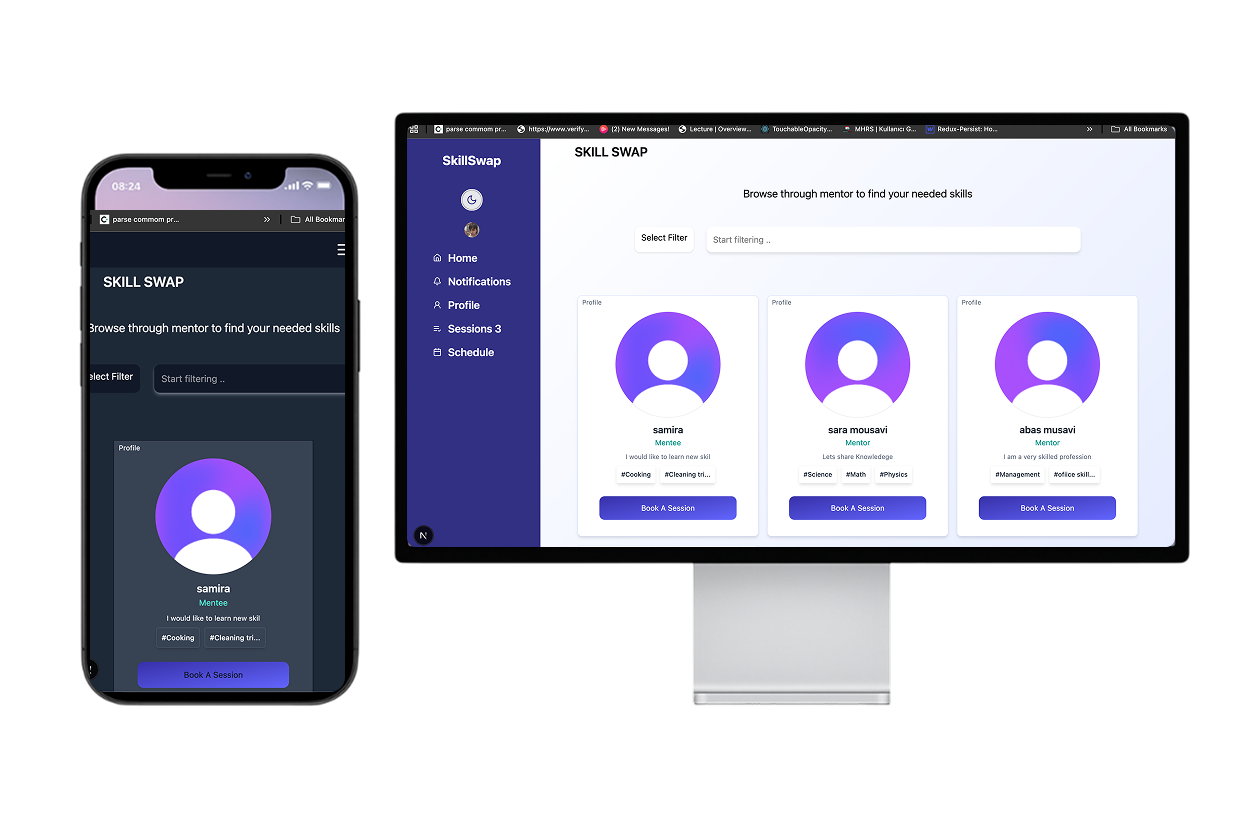 08:24
parse commom pr...
»
All Bookmar
SKILL SWAP
Browse through mentor to find your needed skills
elect Filter
Start filtering ..
Profile
samira
Mentee
I would like to learn new skil
#Cooking
#Cleaning tri...
Book A Session
parse commom pr...
https://www.verify...
(2) New Messages!
Lecture | Overview...
TouchableOpacity...
MHRS | Kullanıcı G...
Redux-Persist: Ho...
»
All Bookmarks
SkillSwap
Home
Notifications
Profile
Sessions 3
Schedule
N
SKILL SWAP
Browse through mentor to find your needed skills
Select Filter
Start filtering ..
Profile
samira
Mentee
I would like to learn new skil
#Cooking
#Cleaning tri...
Book A Session
Profile
sara mousavi
Mentor
Lets share Knowledege
#Science
#Math
#Physics
Book A Session
Profile
abas musavi
Mentor
I am a very skilled profession
#Management
#ofiice skill...
Book A Session